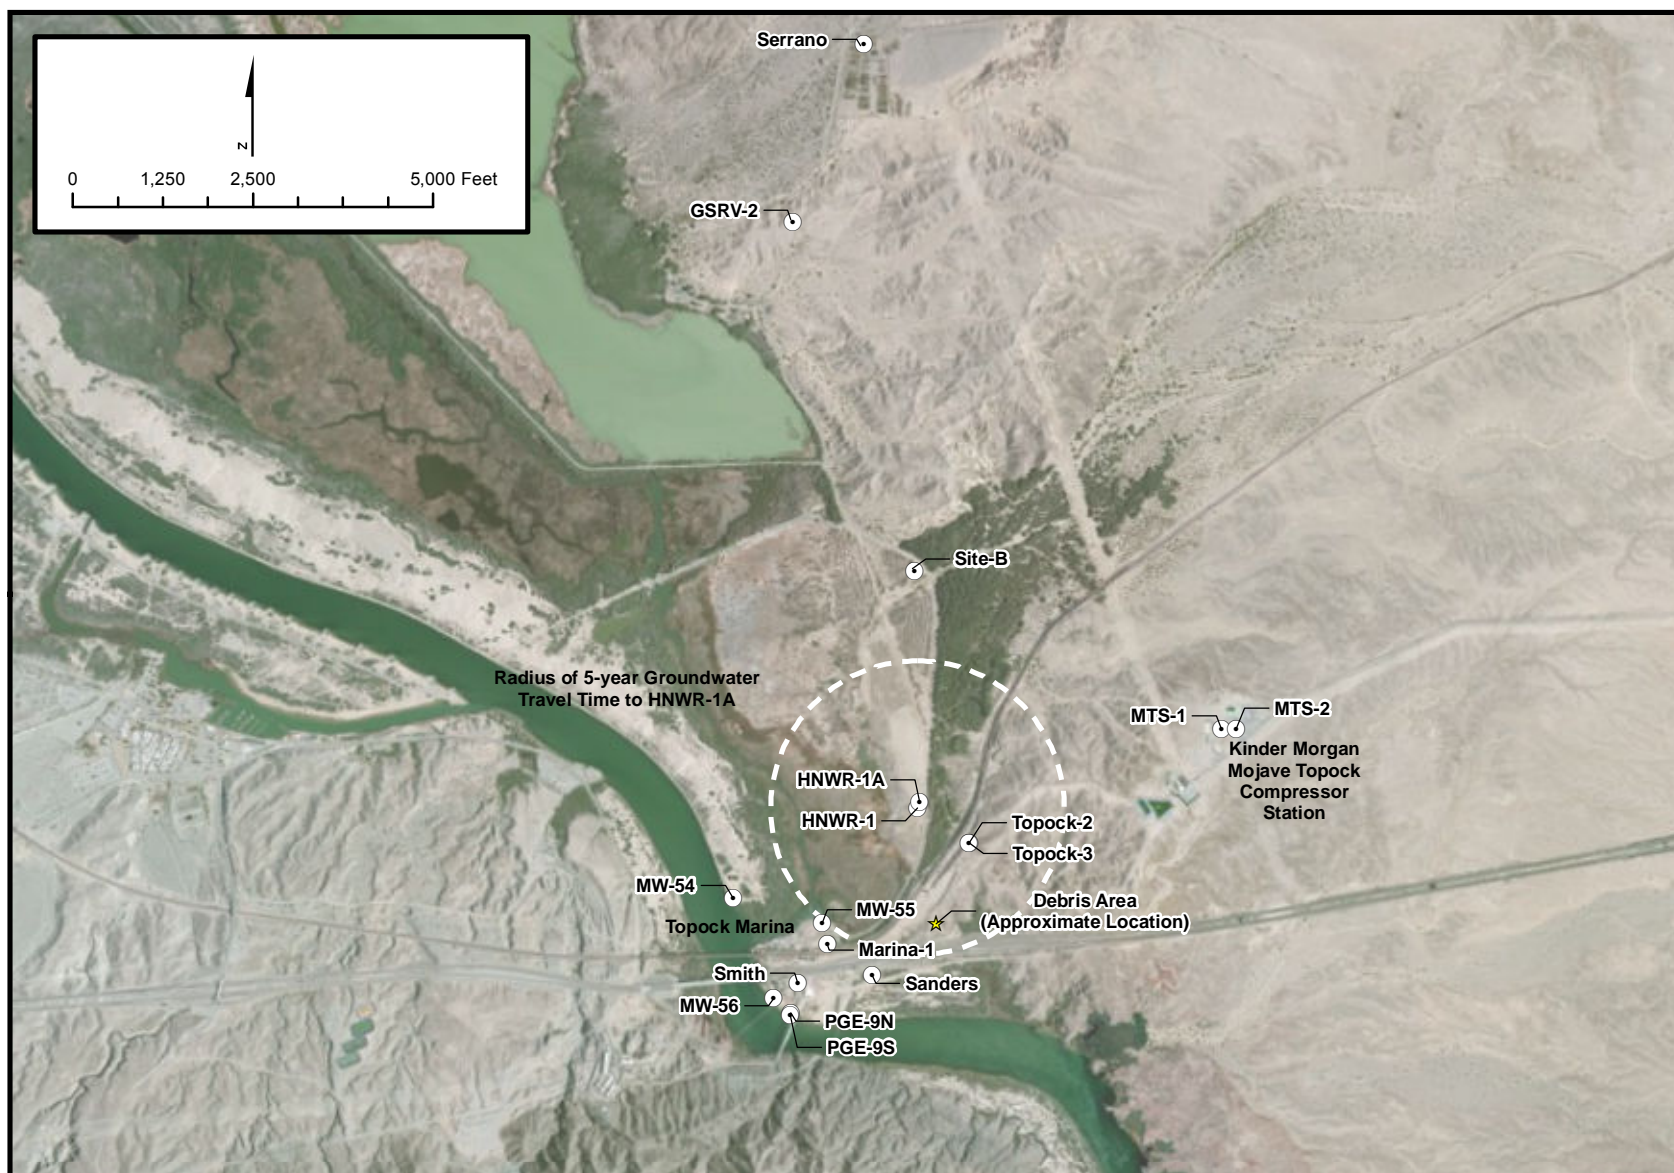 Serrano
N
0 1,250 2,500 5,000 Feet
GSRV-2
Site-B
Radius of 5-year Groundwater
Travel Time to HNWR-1A
MTS-1
MTS-2
Kinder Morgan
Mojave Topock
Compressor
Station
HNWR-1A
HNWR-1
Topock-2
Topock-3
MW-54
Topock Marina
MW-55
Debris Area
(Approximate Location)
Marina-1
Smith
Sanders
MW-56
PGE-9N
PGE-9S